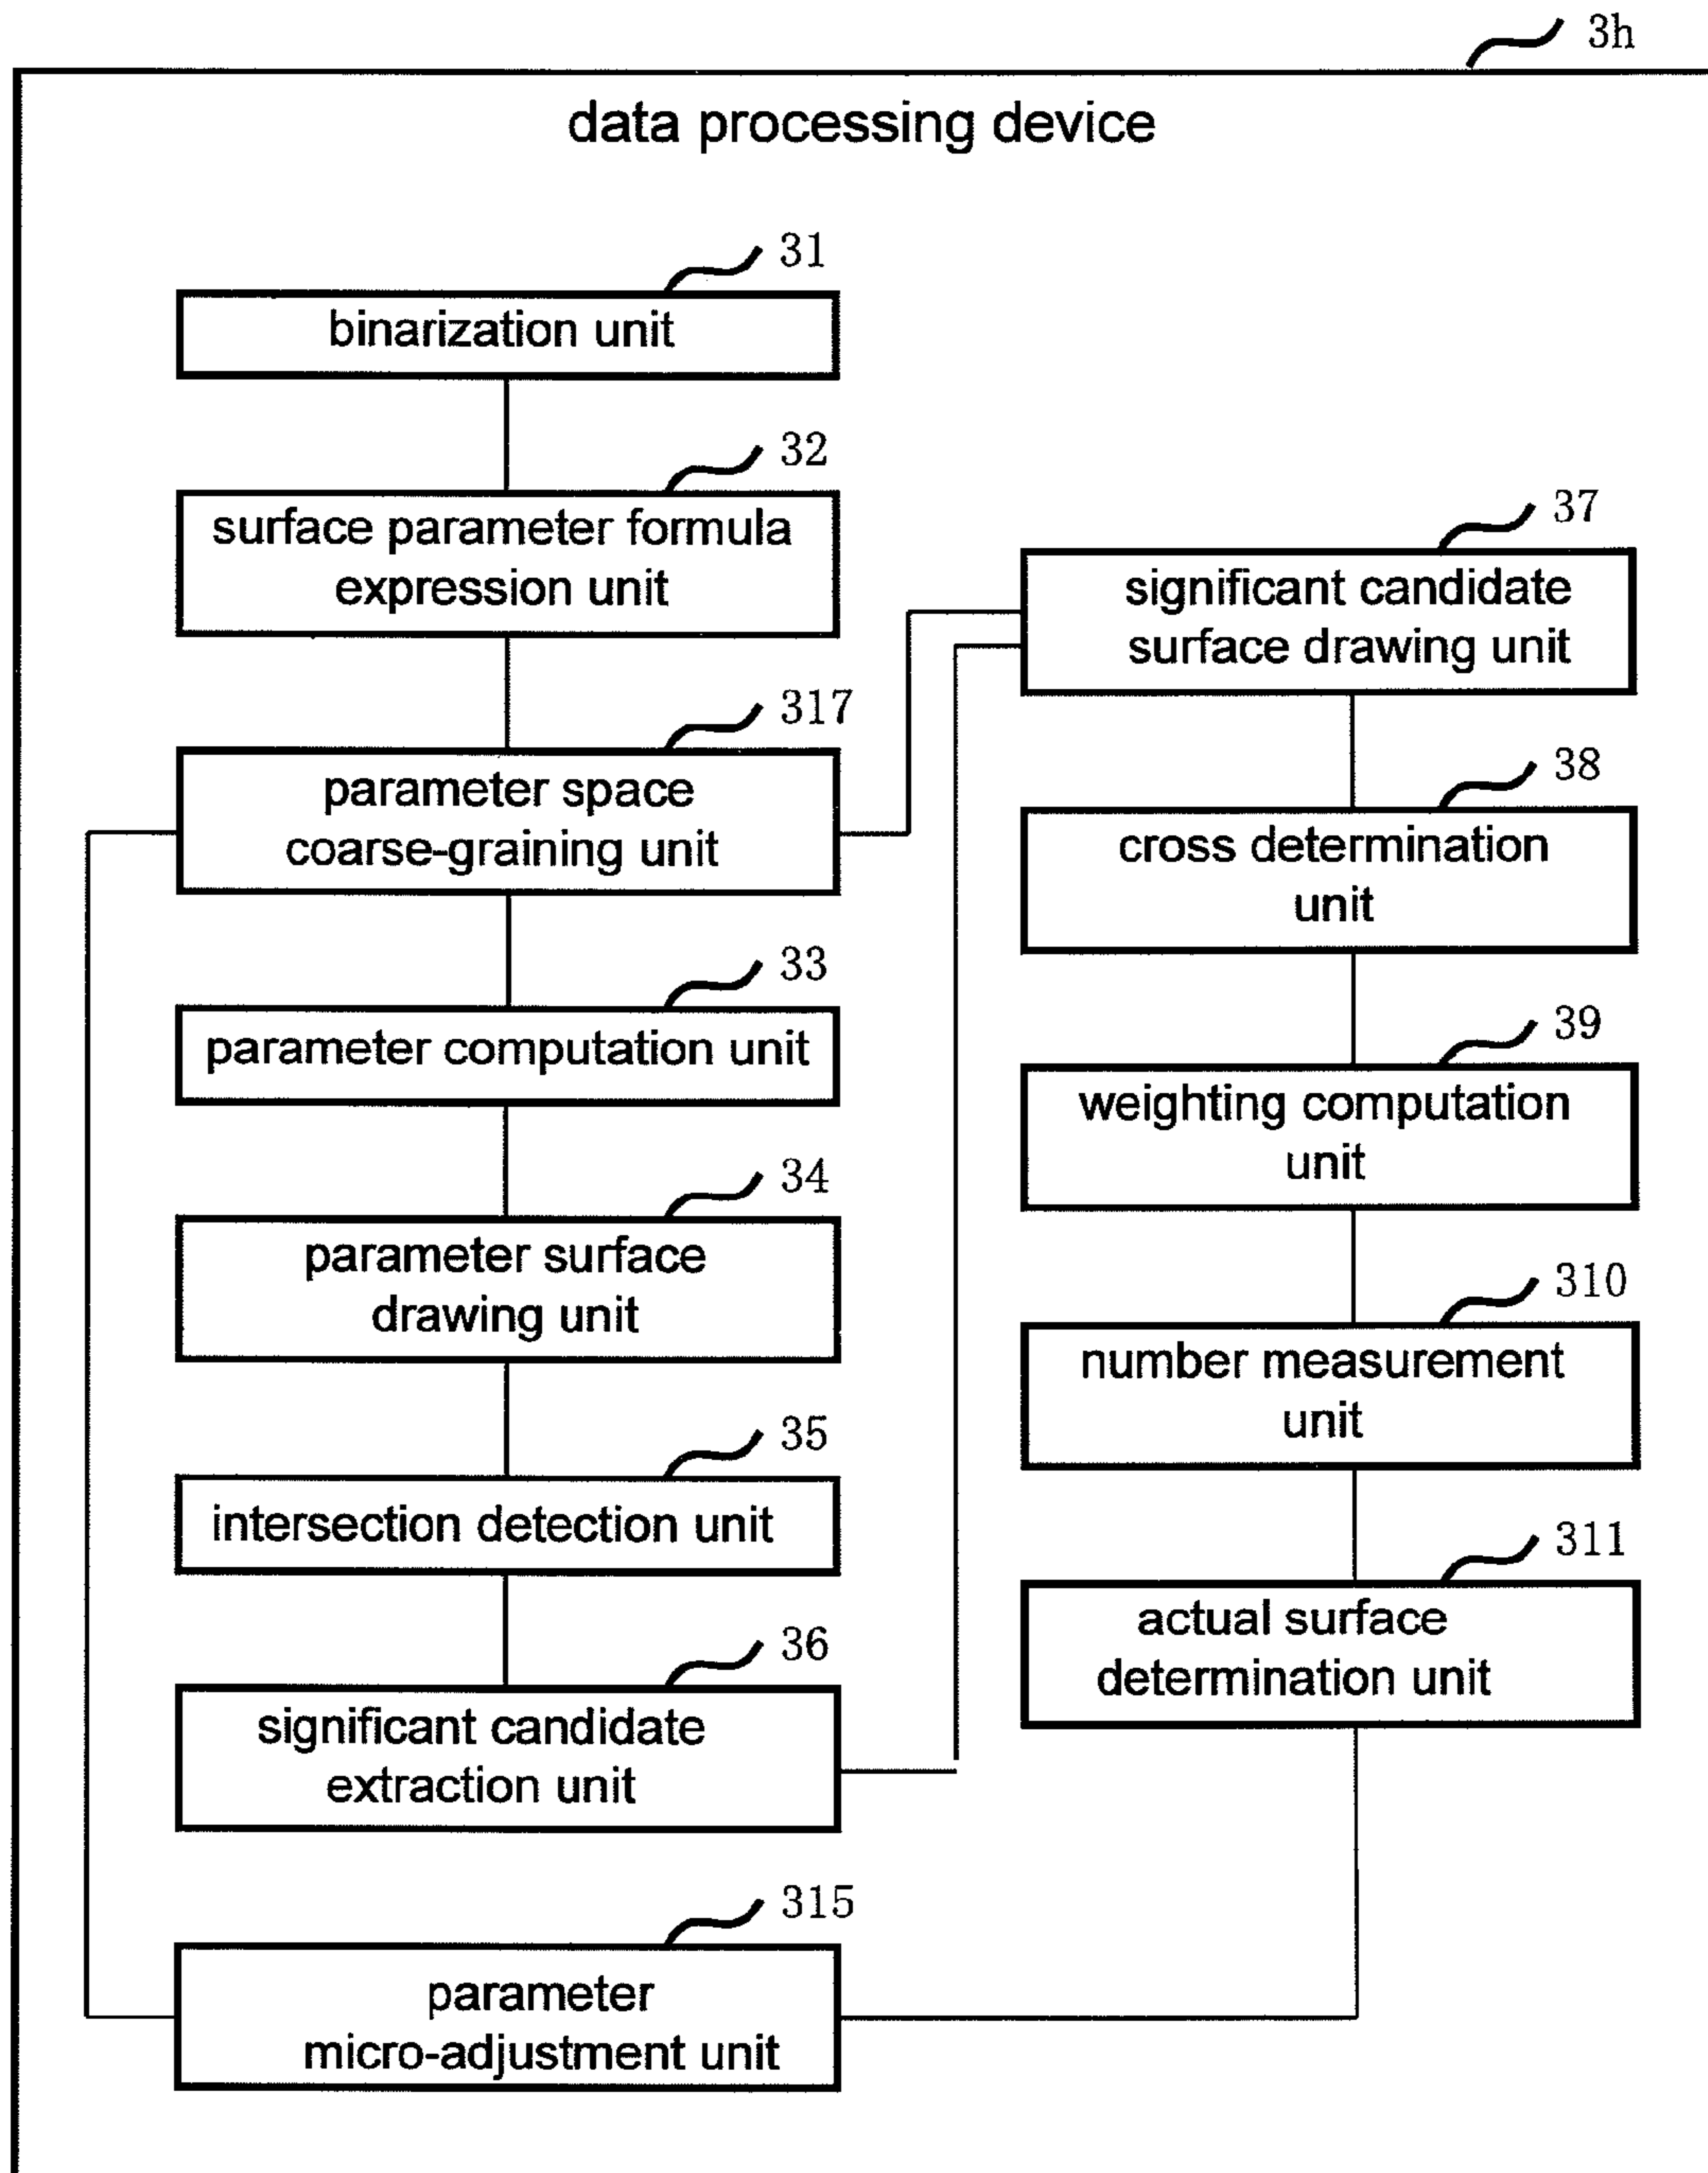 3h
data processing device
31
binarization unit
32
surface parameter formula
expression unit
317
parameter space
coarse-graining unit
33
parameter computation unit
34
parameter surface
drawing unit
35
intersection detection unit
36
significant candidate
extraction unit
315
parameter
micro-adjustment unit
37
significant candidate
surface drawing unit
38
cross determination
unit
39
weighting computation
unit
310
number measurement
unit
311
actual surface
determination unit